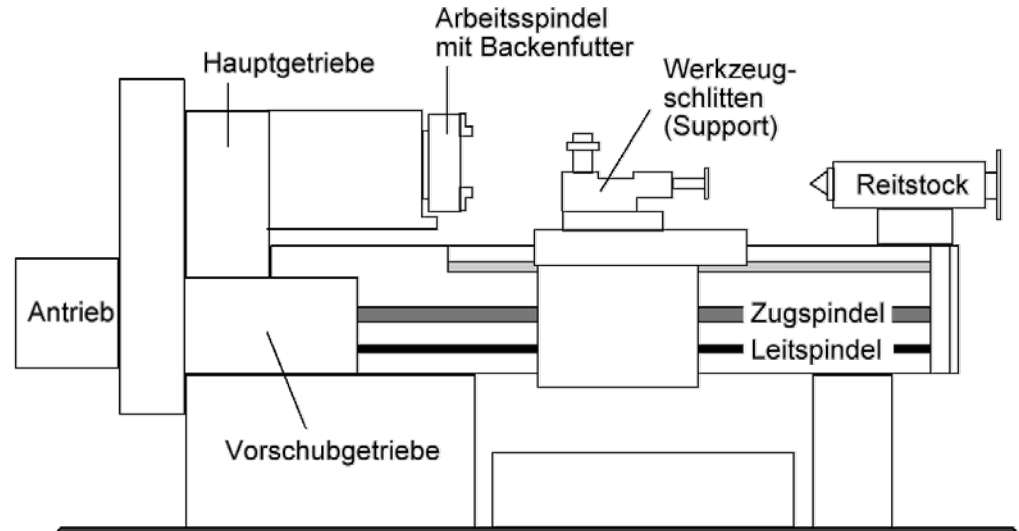 Arbeitsspindel
mit Backenfutter
Hauptgetriebe
Werkzeug-
schlitten
(Support)
Reitstock
Antrieb
Zugspindel
Leitspindel
Vorschubgetriebe